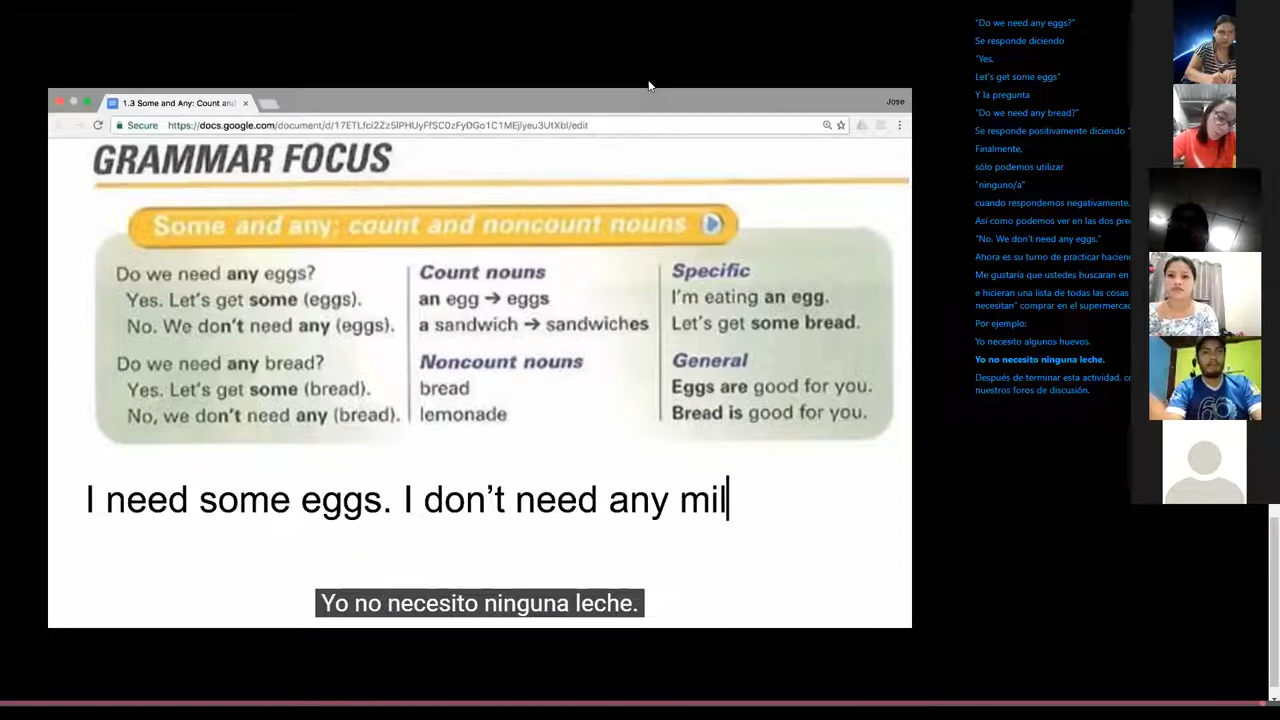 1.3 Some and Any: Count and
Jose
Secure
https://docs.google.com/document/d/17ETLfci2Zz5IPHUyFfSC0zFyDGo1C1MEjlyeu3UtXbI/edit
GRAMMAR FOCUS
Some and any; count and noncount nouns
Do we need any eggs?
Yes. Let's get some (eggs).
No. We don't need any (eggs).
Do we need any bread?
Yes. Let's get some (bread).
No, we don't need any (bread).
Count nouns
an egg → eggs
a sandwich → sandwiches
Noncount nouns
bread
lemonade
Specific
I'm eating an egg.
Let's get some bread.
General
Eggs are good for you.
Bread is good for you.
I need some eggs. I don't need any mil
Yo no necesito ninguna leche.
"Do we need any eggs?"
Se responde diciendo
"Yes,
Let's get some eggs"
Y la pregunta
"Do we need any bread?"
Se responde positivamente diciendo "
Finalmente,
sólo podemos utilizar
"ninguno/a"
cuando respondemos negativamente.
Así como podemos ver en las dos pre
"No. We don't need any eggs."
Ahora es su turno de practicar hacien
Me gustaría que ustedes buscaran en
e hicieran una lista de todas las cosas
necesitan" comprar en el supermerca
Por ejemplo:
Yo necesito algunos huevos.
Yo no necesito ninguna leche.
Después de terminar esta actividad, c
nuestros foros de discusión.